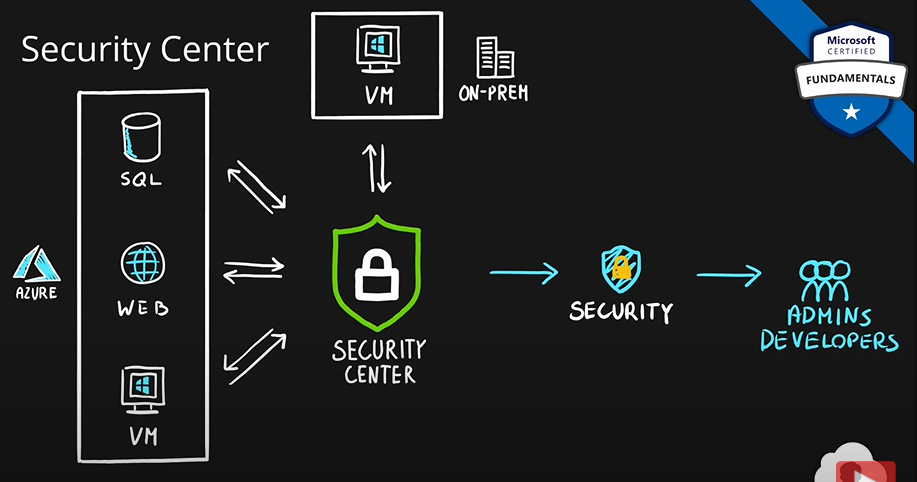 Security Center
VM
ON-PREM
Microsoft
CERTIFIED
FUNDAMENTALS
SQL
AZURE
WEB
VM
SECURITY
CENTER
SECURITY
ADMINS
DEVELOPERS